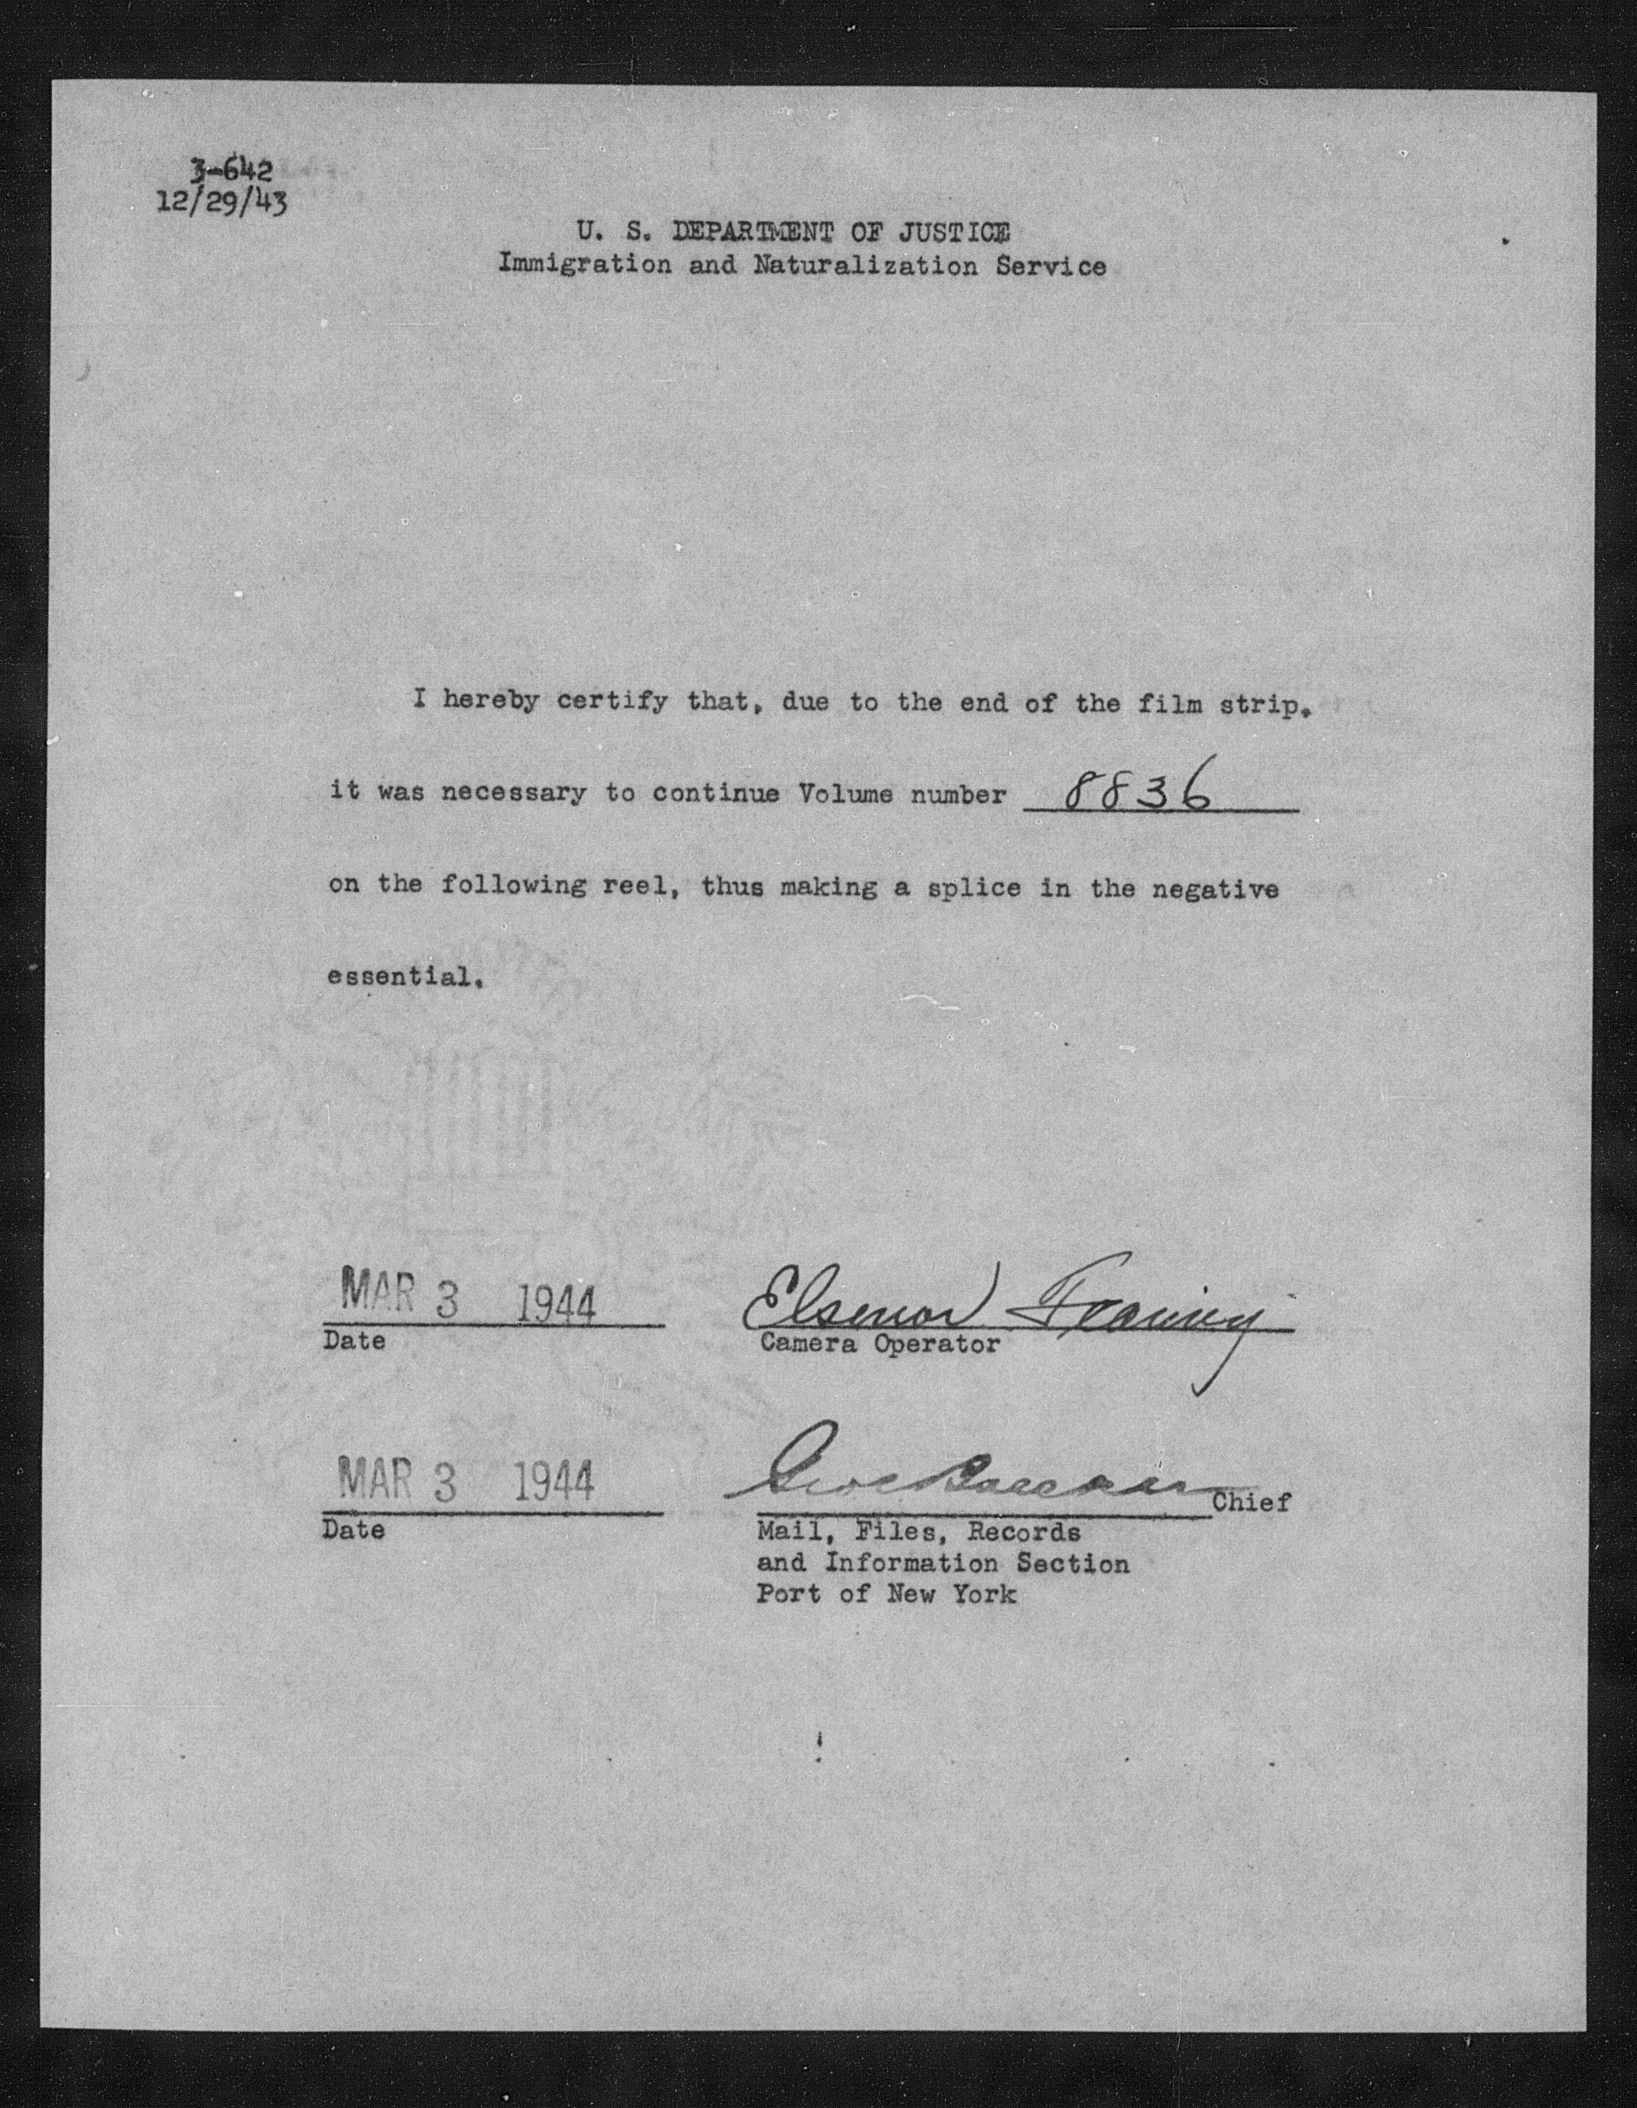 3-642
12/29/43
U. S. DEPARTMENT OF JUSTICE
Immigration and Naturalization Service
I hereby certify that, due to the end of the film strip,
it was necessary to continue Volume number 8836
on the following reel, thus making a splice in the negative
essential.
MAR 3 1944
Date
Camera Operator
MAR 3 1944
Date
Chief
Mail, Files, Records
and Information Section
Port of New York